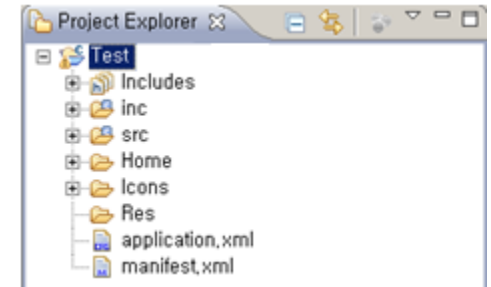 Project Explorer
Test
Includes
inc
src
Home
Icons
Res
application.xml
manifest.xml